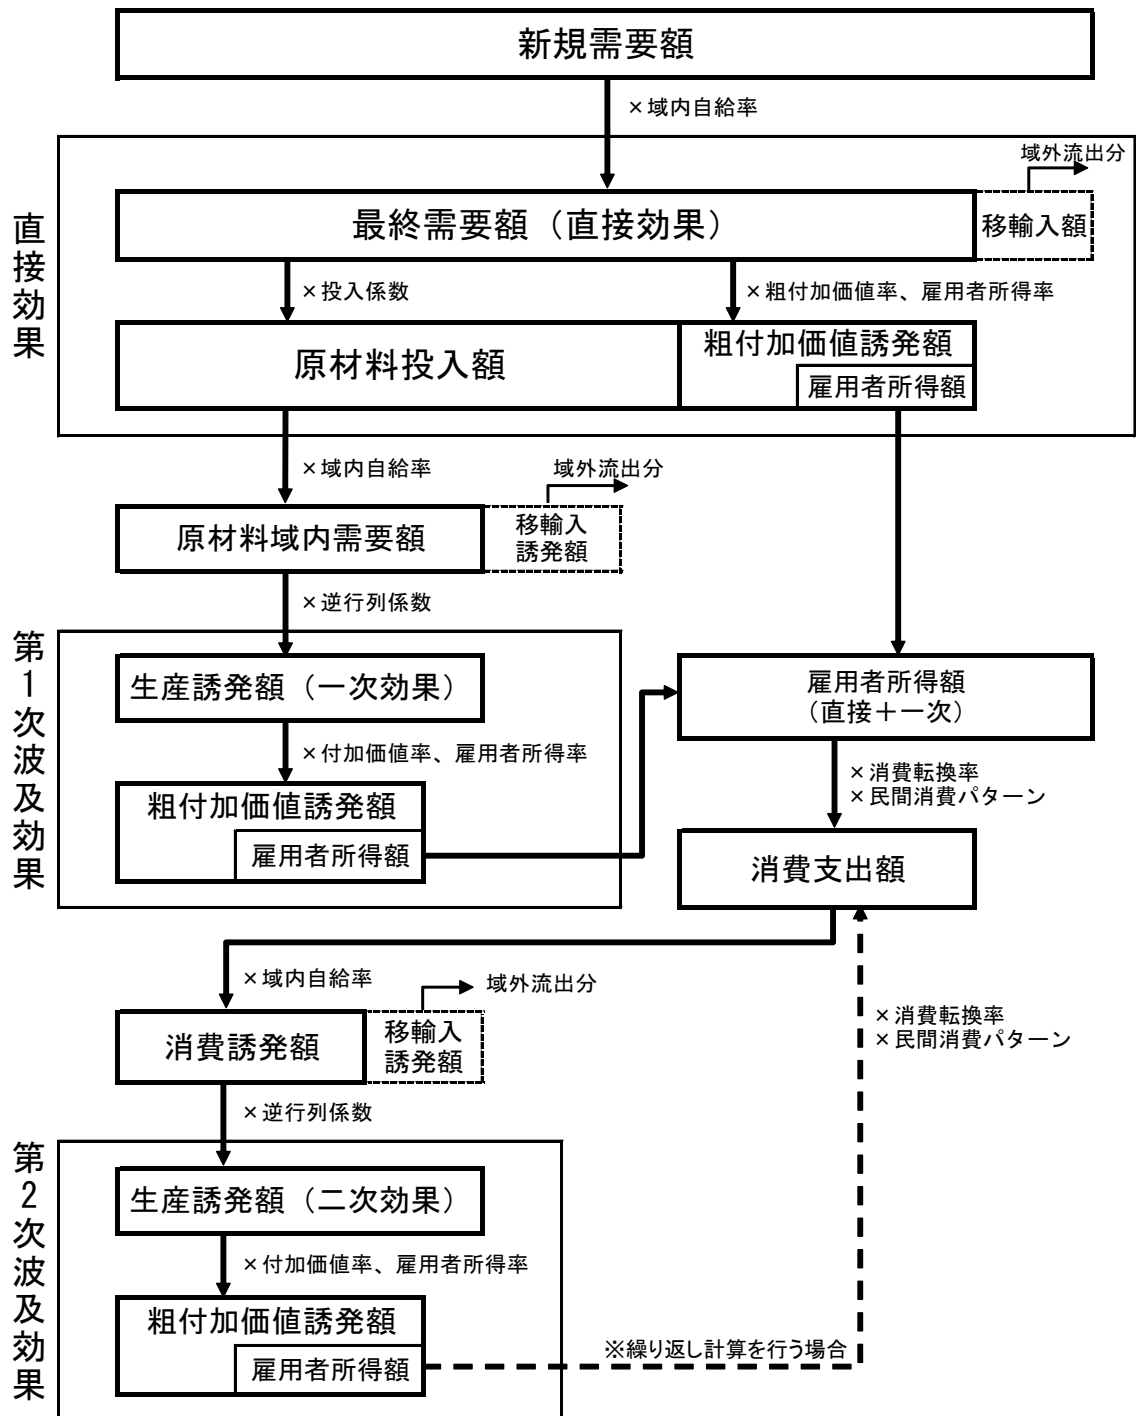 新規需要額
×域内自給率
直接効果
域外流出分
最終需要額（直接効果）
移輸入額
×投入係数
×粗付加価値率、雇用者所得率
原材料投入額
粗付加価値誘発額
雇用者所得額
×域内自給率
域外流出分
原材料域内需要額
移輸入
誘発額
×逆行列係数
第1次波及効果
生産誘発額（一次効果）
雇用者所得額
（直接＋一次）
×付加価値率、雇用者所得率
×消費転換率
×民間消費パターン
粗付加価値誘発額
雇用者所得額
消費支出額
×域内自給率
域外流出分
消費誘発額
移輸入
誘発額
×消費転換率
×民間消費パターン
×逆行列係数
第2次波及効果
生産誘発額（二次効果）
×付加価値率、雇用者所得率
粗付加価値誘発額
雇用者所得額
※繰り返し計算を行う場合